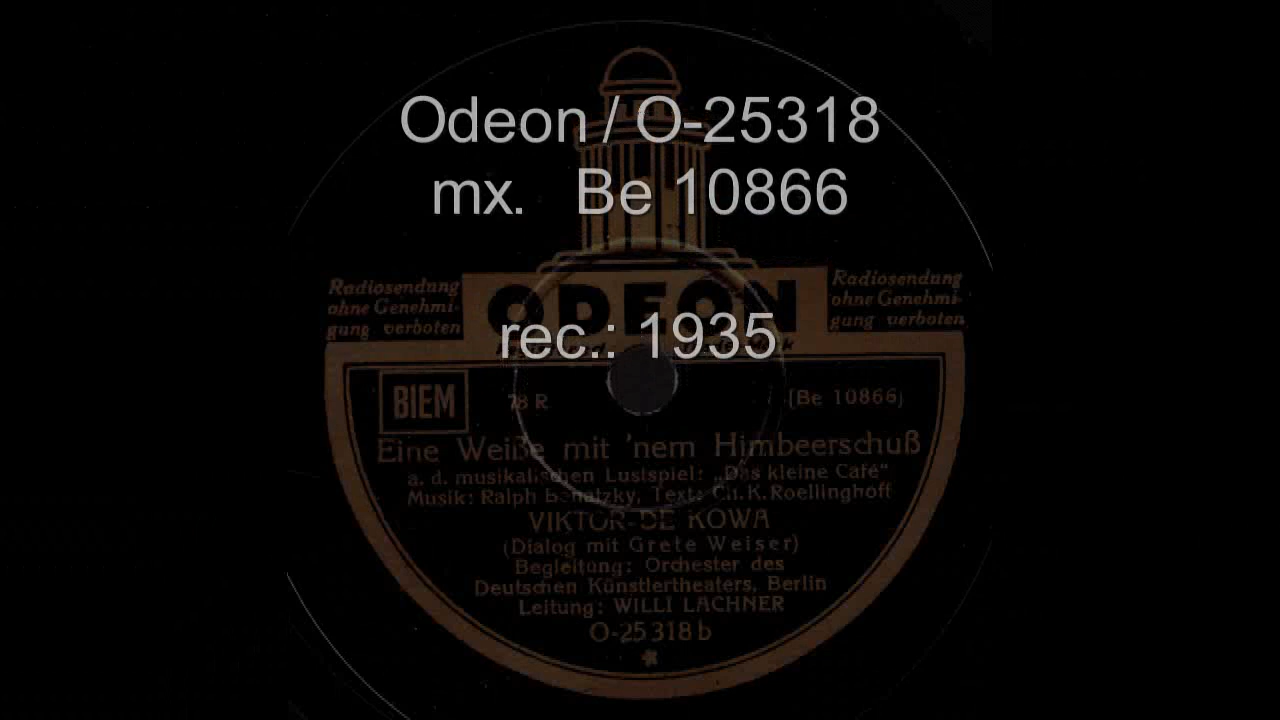 Odeon / O-25318
mx. Be 10866
rec.: 1935
Radiosendung
ohne Genehmi-
gung verboten
ODEON
Radiosendung
ohne Genehmi-
gung verboten
BIEM
78 R
(Be 10866)
Eine Weiße mit 'nem Himbeerschuß
a. d. musikalischen Lustspiel: „Das kleine Café“
Musik: Ralph Benatzky, Text: Ch. K. Roellinghoff
VIKTOR DE KOWA
(Dialog mit Grete Weiser)
Begleitung: Orchester des
Deutschen Künstlertheaters, Berlin
Leitung: WILLI LACHNER
O-25318 b